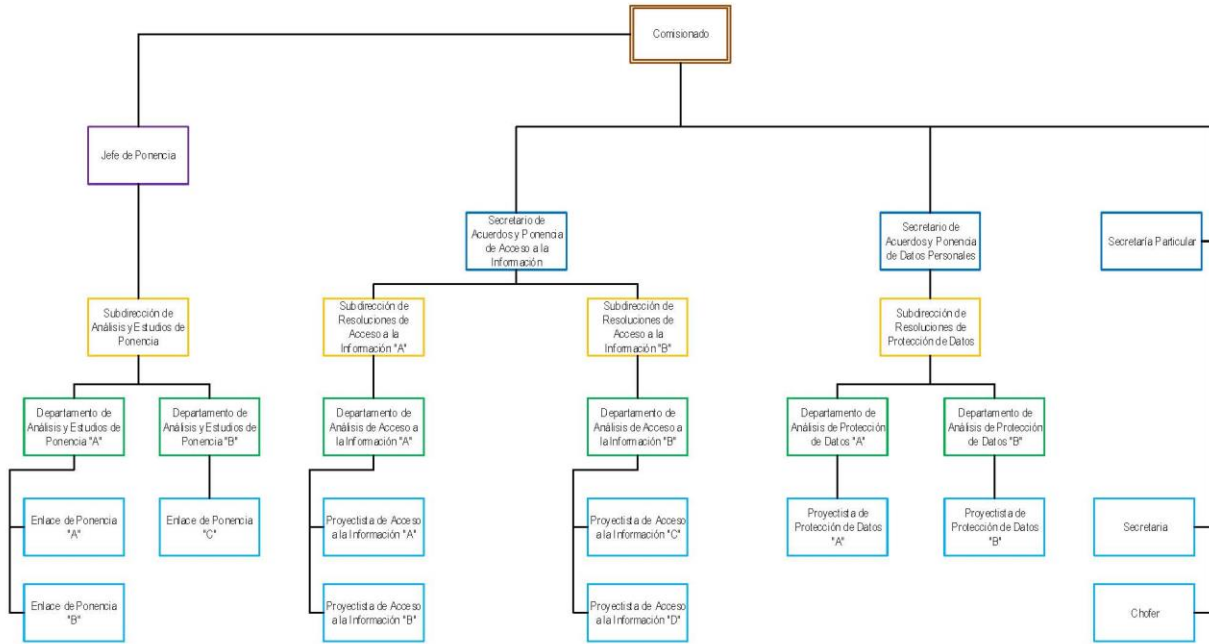 Comisionado
Jefe de Ponencia
Secretario de
Acuerdos y Ponencia
de Acceso a la
Información
Secretario de
Acuerdos y Ponencia
de Datos Personales
Secretaría Particular
Subdirección de
Análisis y Estudios de
Ponencia
Subdirección de
Resoluciones de
Acceso a la
Información "A"
Subdirección de
Resoluciones de
Acceso a la
Información "B"
Subdirección de
Resoluciones de
Protección de Datos
Departamento de
Análisis y Estudios de
Ponencia "A"
Departamento de
Análisis y Estudios de
Ponencia "B"
Departamento de
Análisis de Acceso a
la Información "A"
Departamento de
Análisis de Acceso a
la Información "B"
Departamento de
Análisis de Protección
de Datos "A"
Departamento de
Análisis de Protección
de Datos "B"
Enlace de Ponencia
"A"
Enlace de Ponencia
"C"
Proyectista de Acceso
a la Información "A"
Proyectista de Acceso
a la Información "C"
Proyectista de
Protección de Datos
"A"
Proyectista de
Protección de Datos
"B"
Secretaria
Enlace de Ponencia
"B"
Proyectista de Acceso
a la Información "B"
Proyectista de Acceso
a la Información "D"
Chofer